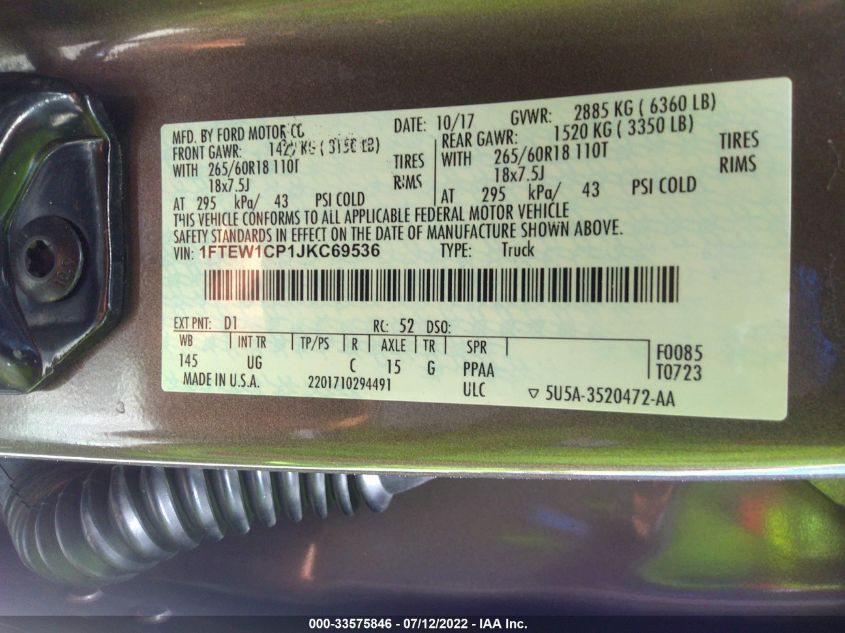 MFD. BY FORD MOTOR CO DATE: 10/17 GVWR: 2885 KG ( 6360 LB)
FRONT GAWR: KG ( LB) REAR GAWR: 1520 KG ( 3350 LB)
WITH 265/60R18 110T TIRES WITH 265/60R18 110T TIRES
18x7.5J RIMS 18x7.5J RIMS
AT 295 kPa/ 43 PSI COLD AT 295 kPa/ 43 PSI COLD
THIS VEHICLE CONFORMS TO ALL APPLICABLE FEDERAL MOTOR VEHICLE
SAFETY STANDARDS IN EFFECT ON THE DATE OF MANUFACTURE SHOWN ABOVE.
VIN: 1FTEW1CP1JKC69536 TYPE: Truck
EXT PNT: D1 RC: 52 DSO:
WB INT TR TP/PS R AXLE TR SPR F0085
145 UG C 15 G PPAA T0723
MADE IN U.S.A. 2201710294491 ULC ▽ 5U5A-3520472-AA
000-33575846 - 07/12/2022 - IAA Inc.